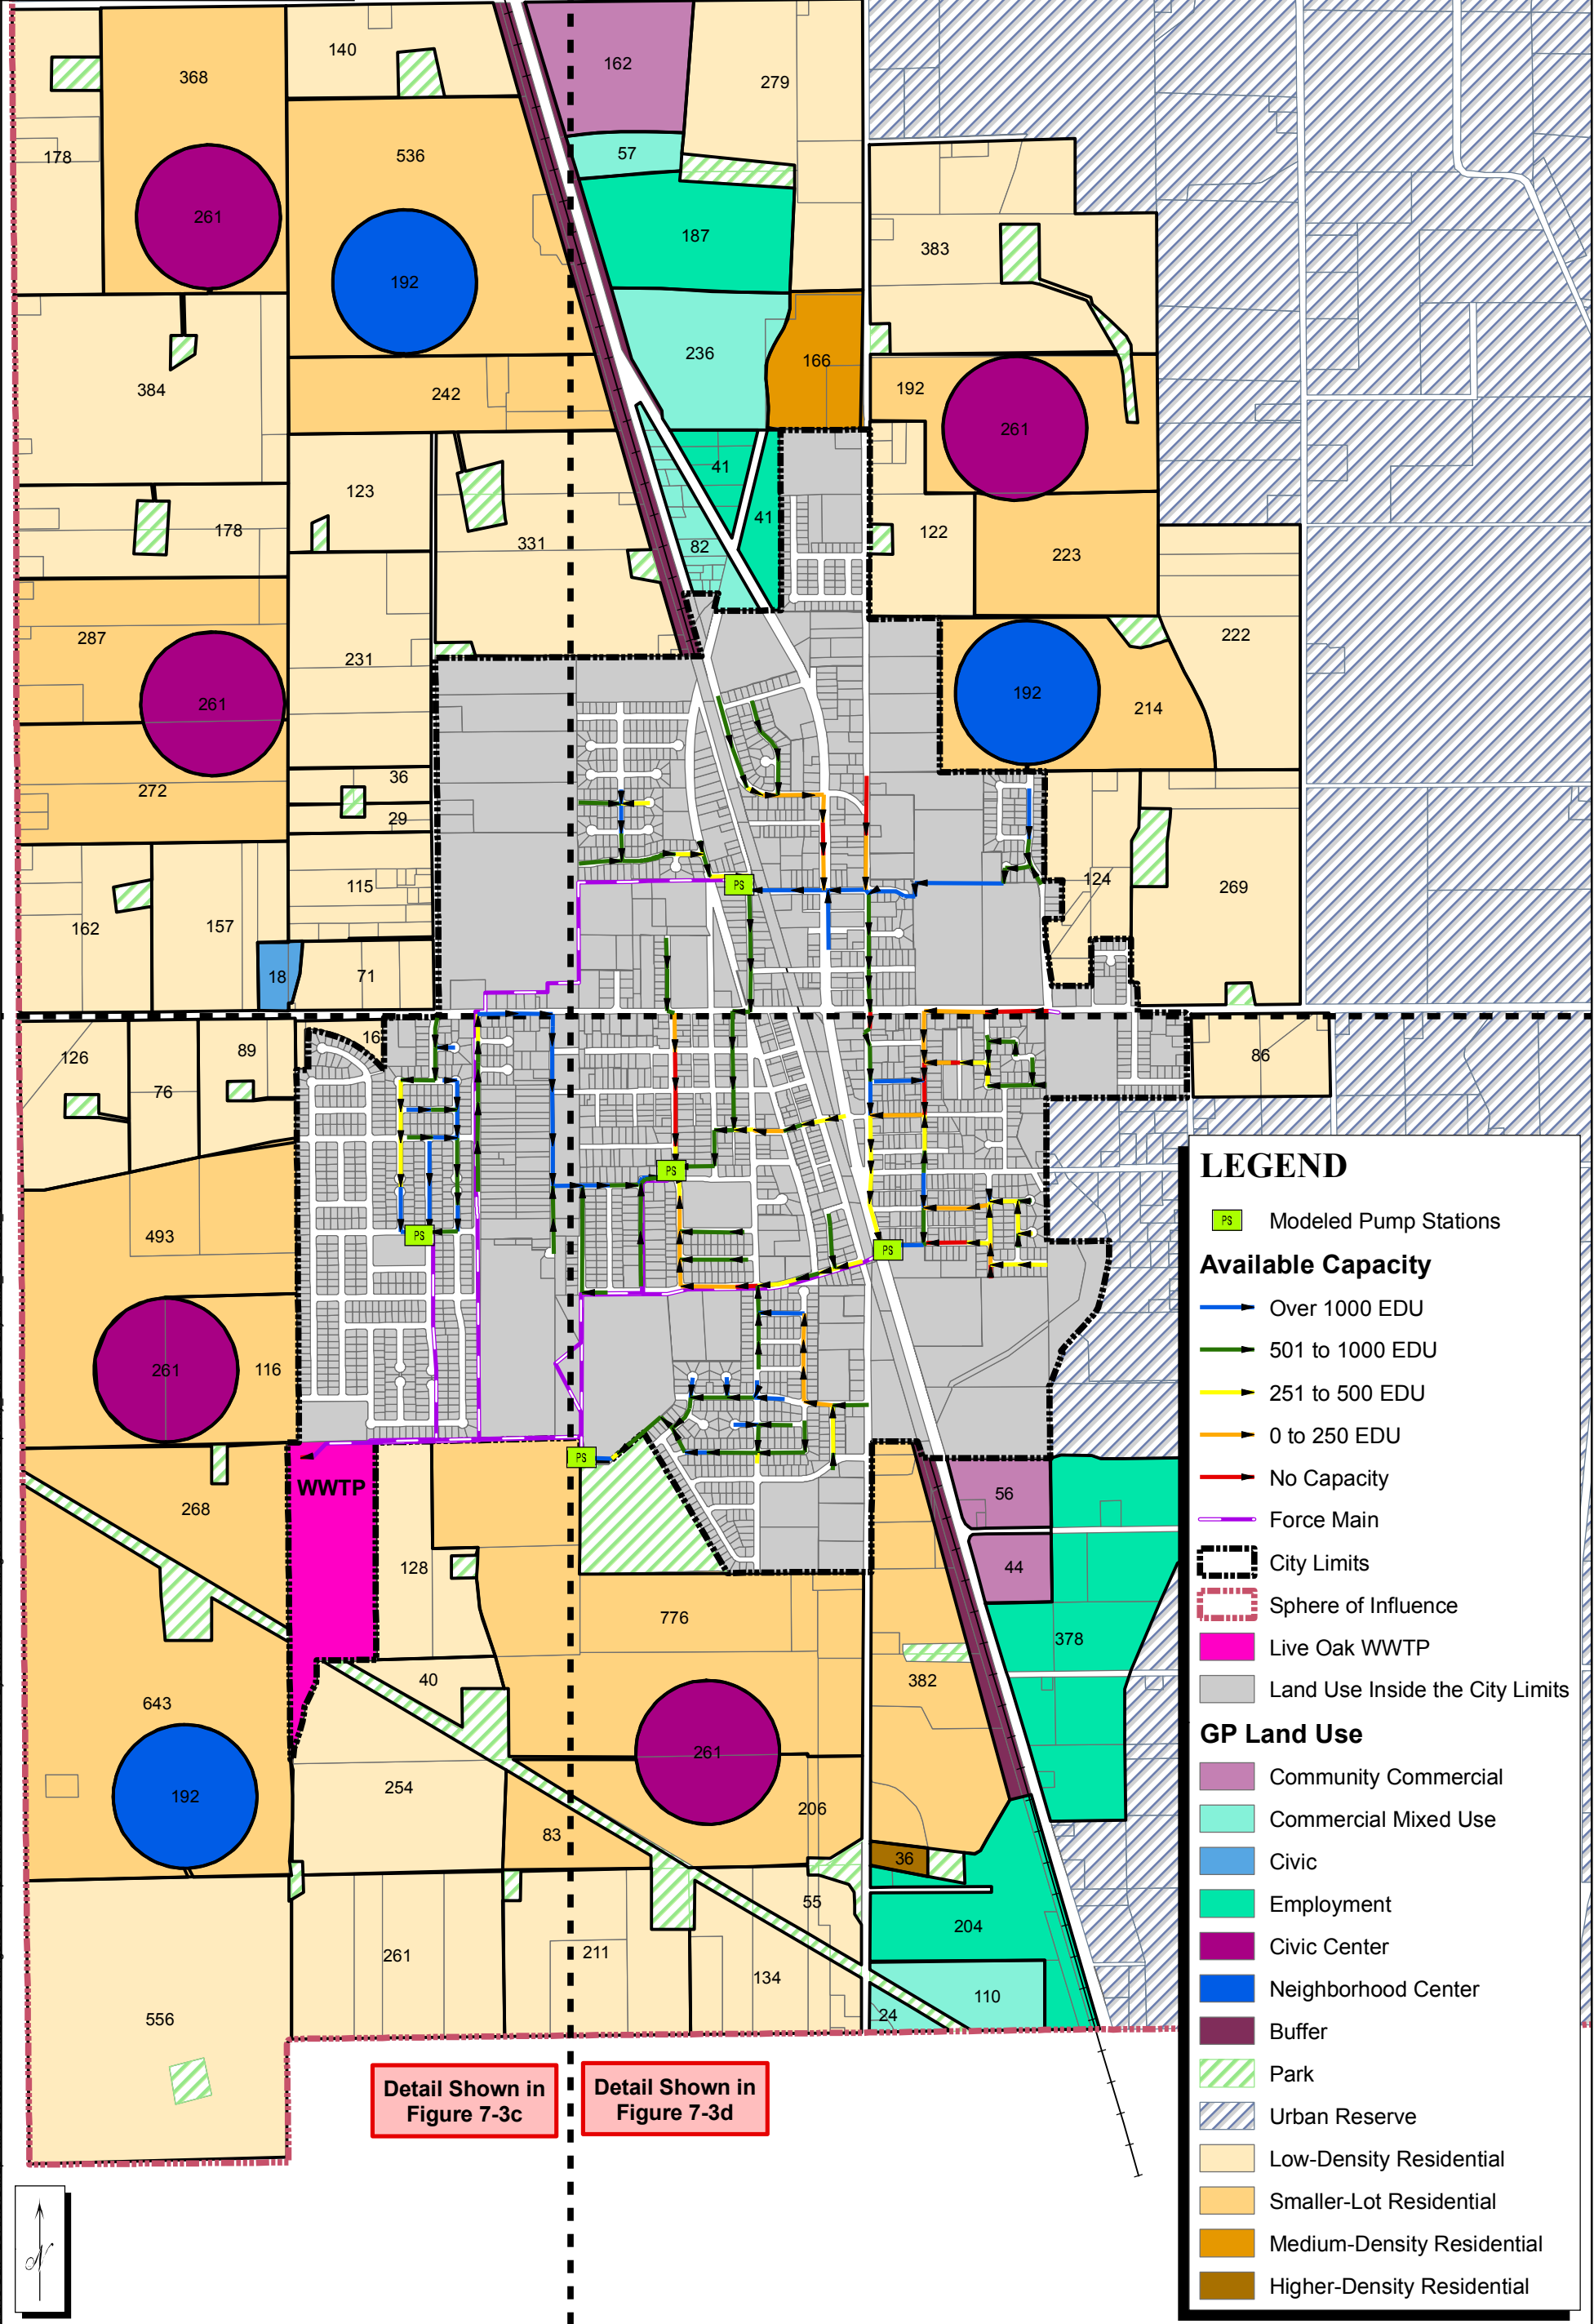 140
162
279
368
57
178
536
261
187
383
192
236
166
384
242
192
261
41
123
41
178
331
82
122
223
287
231
222
261
192
214
36
272
29
PS
124
115
269
162
157
18
71
16
126
89
86
76
PS
493
PS
PS
261
116
PS
WWTP
56
268
128
44
776
378
382
40
643
261
192
254
206
83
36
55
204
261
211
134
110
24
556
Detail Shown in
Figure 7-3c
Detail Shown in
Figure 7-3d
N
LEGEND
PS Modeled Pump Stations
Available Capacity
Over 1000 EDU
501 to 1000 EDU
251 to 500 EDU
0 to 250 EDU
No Capacity
Force Main
City Limits
Sphere of Influence
Live Oak WWTP
Land Use Inside the City Limits
GP Land Use
Community Commercial
Commercial Mixed Use
Civic
Employment
Civic Center
Neighborhood Center
Buffer
Park
Urban Reserve
Low-Density Residential
Smaller-Lot Residential
Medium-Density Residential
Higher-Density Residential